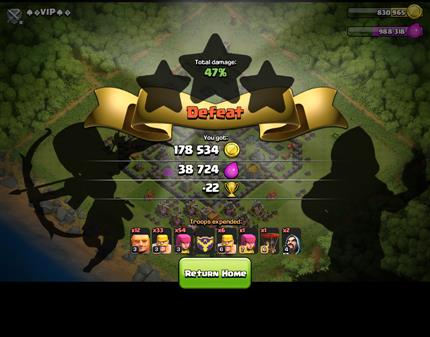 ♠♠VIP♠♠
830 965
988 318
Total damage:
47%
Defeat
You got:
178 534
38 724
-22
Troops expended:
x12 x33 x54 x6 x1 x1 x2
Return Home